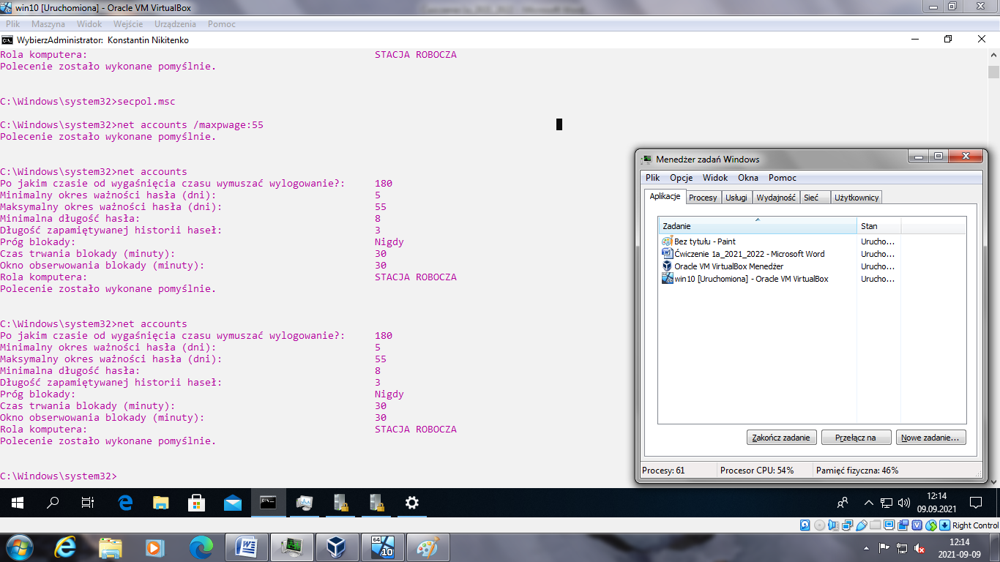 win10 [Uruchomiona] - Oracle VM VirtualBox
Plik Maszyna Widok Wejście Urządzenia Pomoc
WybierzAdministrator: Konstantin Nikitenko
Rola komputera: STACJA ROBOCZA
Polecenie zostało wykonane pomyślnie.
C:\Windows\system32>secpol.msc
C:\Windows\system32>net accounts /maxpwage:55
Polecenie zostało wykonane pomyślnie.
C:\Windows\system32>net accounts
Po jakim czasie od wygaśnięcia czasu wymuszać wylogowanie?: 180
Minimalny okres ważności hasła (dni): 5
Maksymalny okres ważności hasła (dni): 55
Minimalna długość hasła: 8
Długość zapamiętywanej historii haseł: 3
Próg blokady: Nigdy
Czas trwania blokady (minuty): 30
Okno obserwowania blokady (minuty): 30
Rola komputera: STACJA ROBOCZA
Polecenie zostało wykonane pomyślnie.
C:\Windows\system32>net accounts
Po jakim czasie od wygaśnięcia czasu wymuszać wylogowanie?: 180
Minimalny okres ważności hasła (dni): 5
Maksymalny okres ważności hasła (dni): 55
Minimalna długość hasła: 8
Długość zapamiętywanej historii haseł: 3
Próg blokady: Nigdy
Czas trwania blokady (minuty): 30
Okno obserwowania blokady (minuty): 30
Rola komputera: STACJA ROBOCZA
Polecenie zostało wykonane pomyślnie.
C:\Windows\system32>
Menedżer zadań Windows
Plik Opcje Widok Okna Pomoc
Aplikacje Procesy Usługi Wydajność Sieć Użytkownicy
Zadanie Stan
Bez tytułu - Paint Urucho...
Ćwiczenie 1a_2021_2022 - Microsoft Word Urucho...
Oracle VM VirtualBox Menedżer Urucho...
win10 [Uruchomiona] - Oracle VM VirtualBox Urucho...
Zakończ zadanie Przełącz na Nowe zadanie...
Procesy: 61 Procesor CPU: 54% Pamięć fizyczna: 46%
12:14
09.09.2021
Right Control
64
10
12:14
2021-09-09